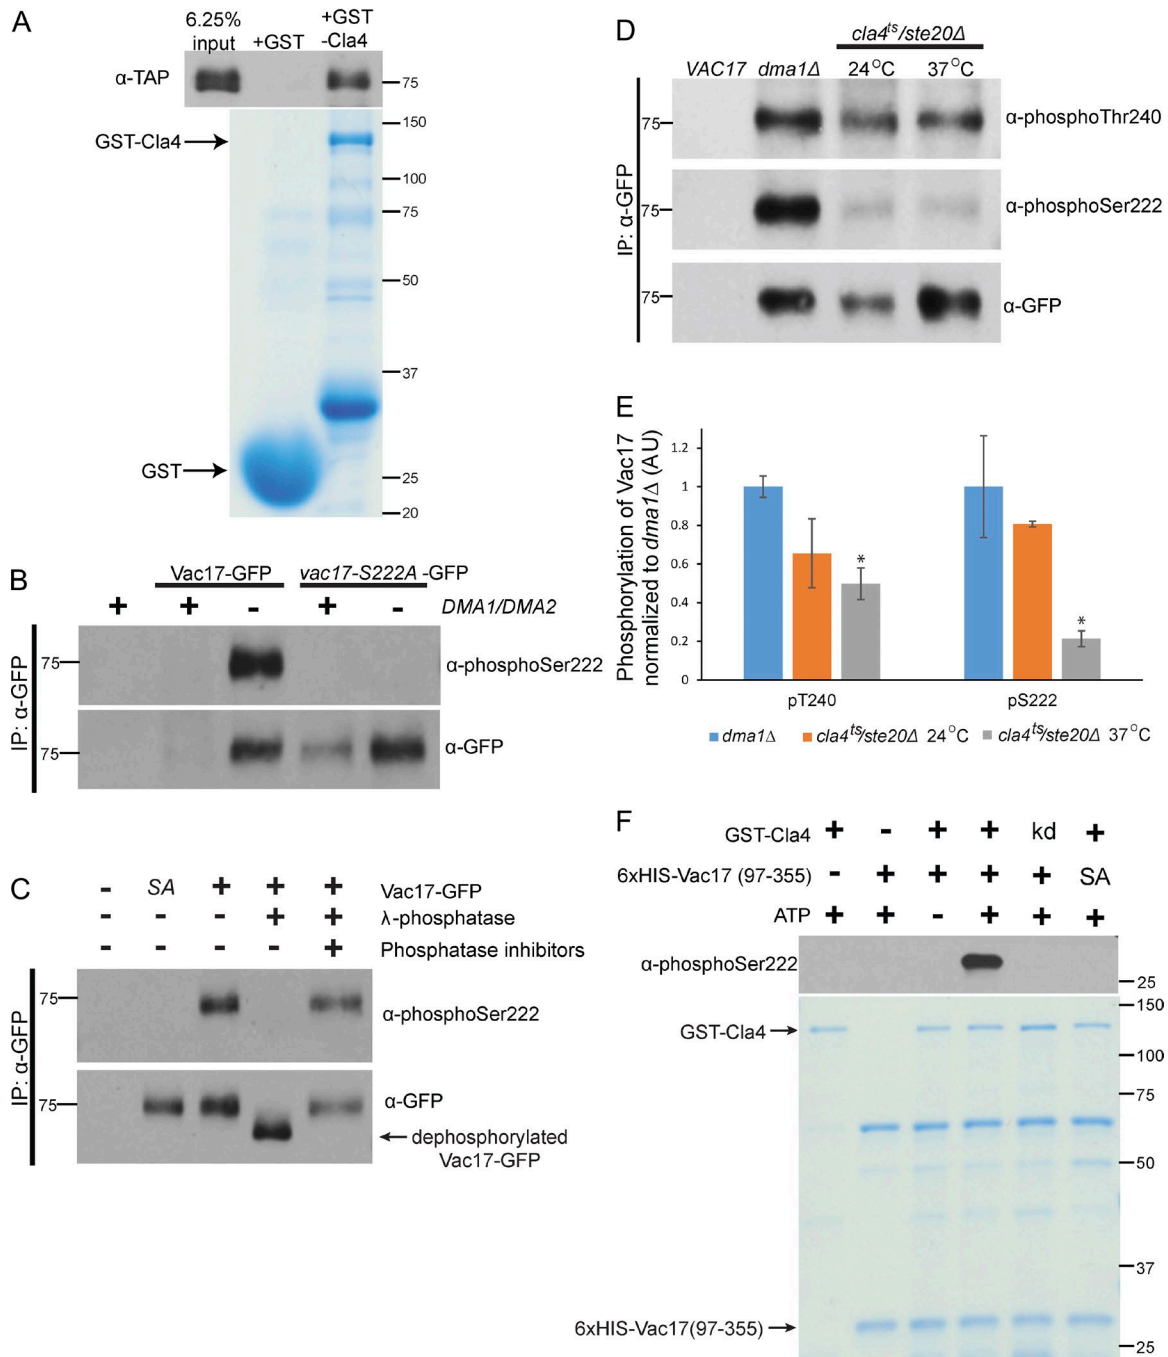 A
6.25% input +GST +GST -Cla4
α-TAP
75
GST-Cla4
150
100
75
50
37
GST
25
20
B
Vac17-GFP vac17-S222A -GFP
+ + - + - DMA1/DMA2
IP: α-GFP
75 α-phosphoSer222
75 α-GFP
C
- SA + + + Vac17-GFP
- - - + + λ-phosphatase
- - - - + Phosphatase inhibitors
IP: α-GFP
75 α-phosphoSer222
75 α-GFP
dephosphorylated
Vac17-GFP
D
cla4ts/ste20Δ
VAC17 dma1Δ 24°C 37°C
IP: α-GFP
75 α-phosphoThr240
75 α-phosphoSer222
75 α-GFP
E
Phosphorylation of Vac17
normalized to dma1Δ (AU)
1.2
1
0.8
0.6
0.4
0.2
0
*
*
pT240 pS222
dma1Δ cla4ts/ste20Δ 24°C cla4ts/ste20Δ 37°C
F
GST-Cla4 + - + + kd +
6xHIS-Vac17 (97-355) - + + + + SA
ATP + + - + + +
α-phosphoSer222
25
150
GST-Cla4
100
75
50
37
6xHIS-Vac17(97-355)
25